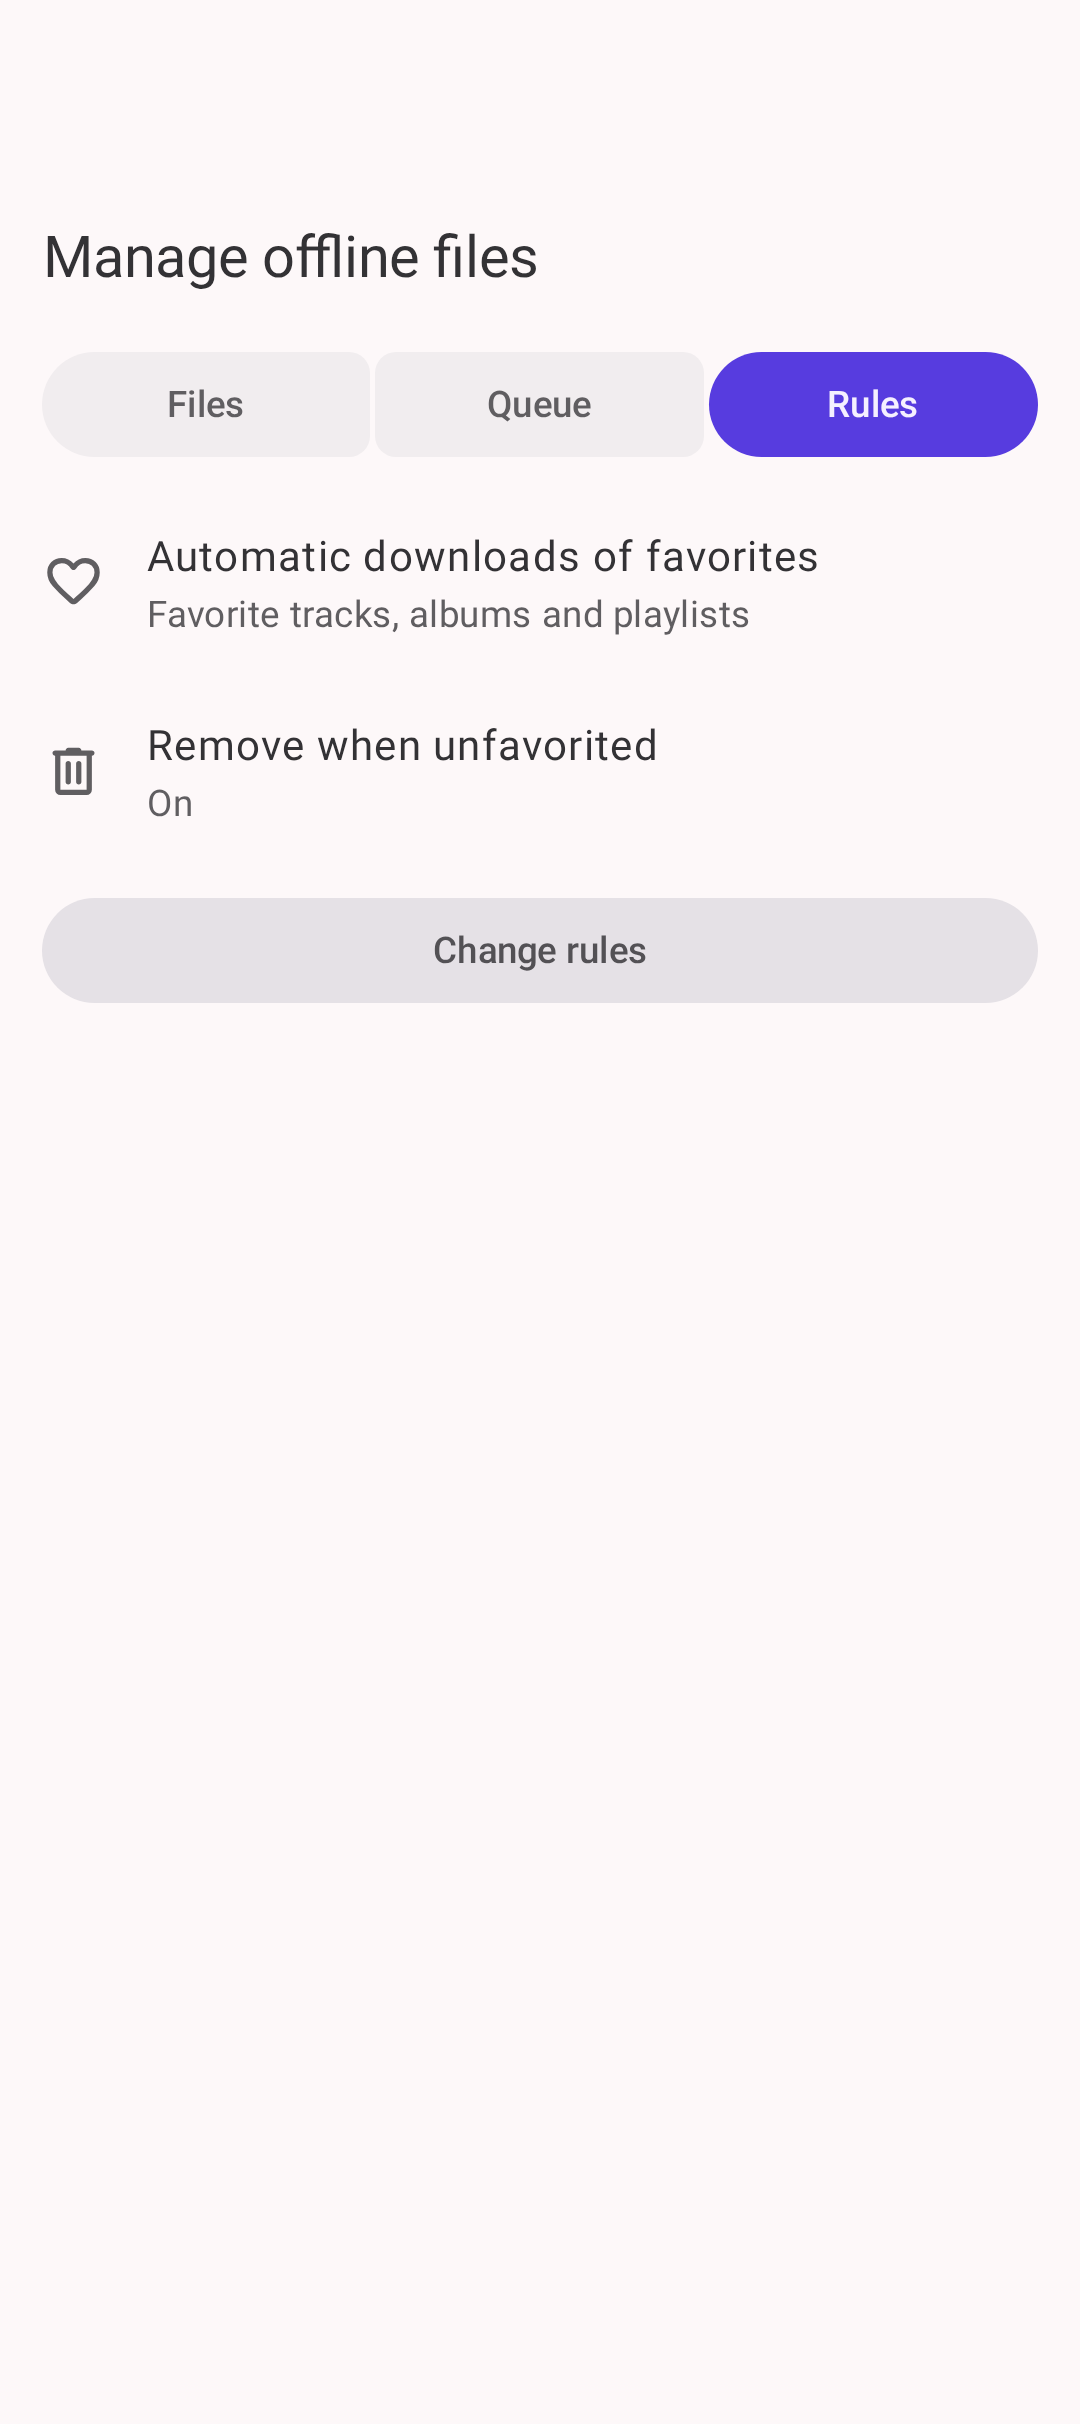 Manage offline files
Files
Queue
Rules
Automatic downloads of favorites
Favorite tracks, albums and playlists
Remove when unfavorited
On
Change rules